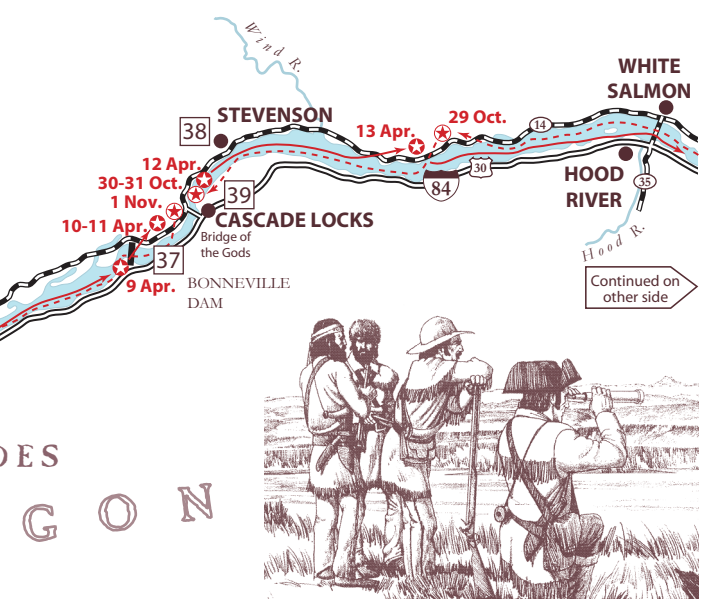 Wind R.
WHITE
SALMON
29 Oct.
14
STEVENSON
38
13 Apr.
12 Apr.
30
HOOD
RIVER
35
84
30-31 Oct.
39
1 Nov.
CASCADE LOCKS
10-11 Apr.
Bridge of
the Gods
Hood R.
37
9 Apr.
BONNEVILLE
DAM
Continued on
other side
DES
GON